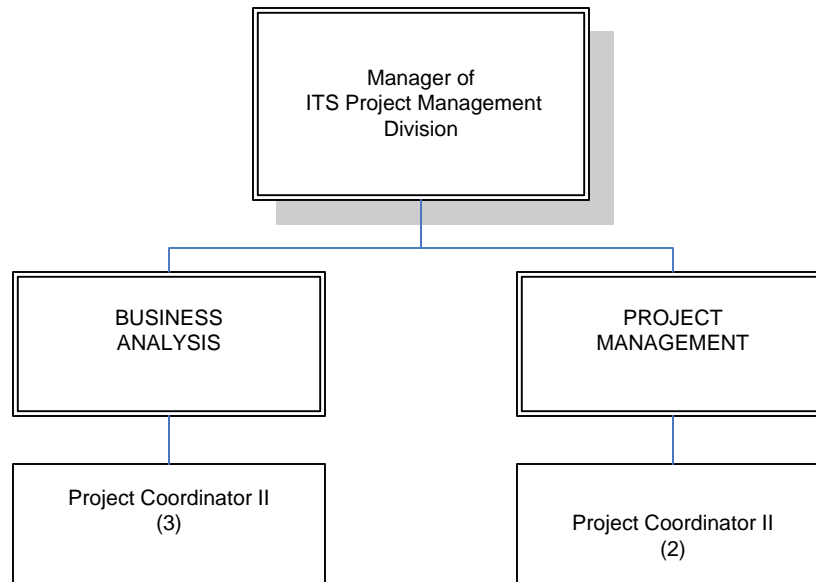 Manager of
ITS Project Management
Division
BUSINESS
ANALYSIS
PROJECT
MANAGEMENT
Project Coordinator II
(3)
Project Coordinator II
(2)